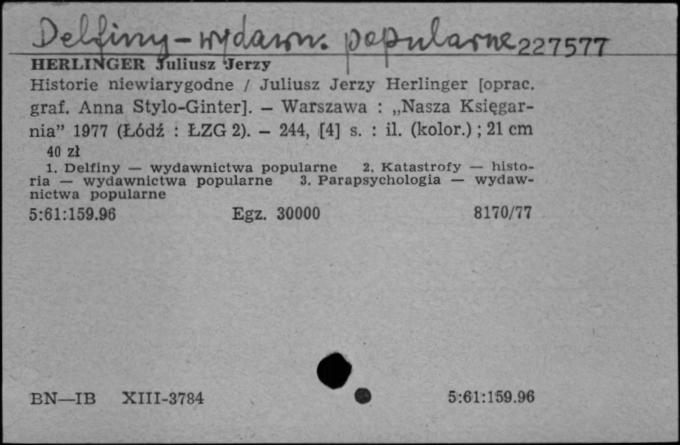 Delfiny – wydawn. popularne 227577
HERLINGER Juliusz Jerzy
Historie niewiarygodne / Juliusz Jerzy Herlinger [oprac.
graf. Anna Stylo-Ginter]. – Warszawa : „Nasza Księgar-
nia” 1977 (Łódź : ŁZG 2). – 244, [4] s. : il. (kolor.) ; 21 cm
40 zł
1. Delfiny — wydawnictwa popularne 2. Katastrofy — histo-
ria — wydawnictwa popularne 3. Parapsychologia — wydaw-
nictwa popularne
5:61:159.96 Egz. 30000 8170/77
BN—IB XIII-3784 5:61:159.96